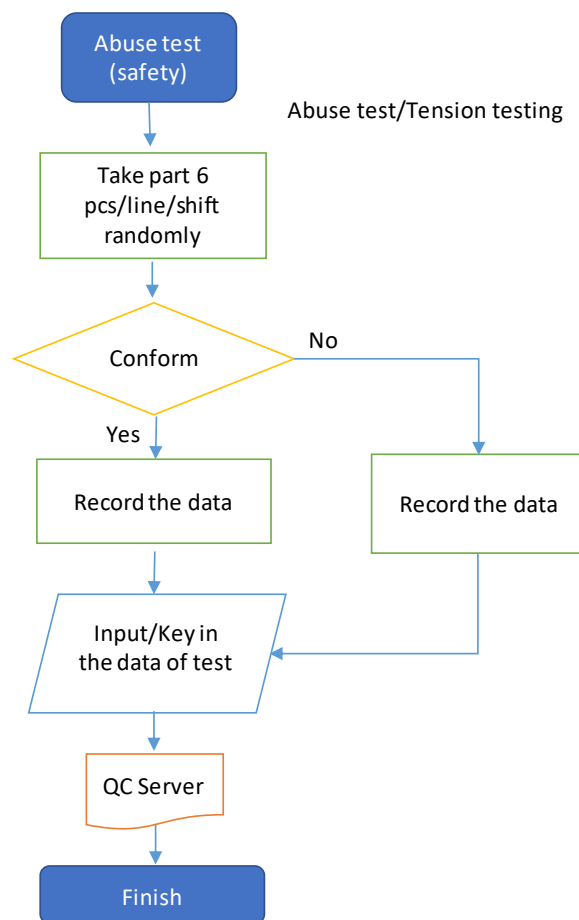 Abuse test
(safety)
Abuse test/Tension testing
Take part 6
pcs/line/shift
randomly
Conform
No
Yes
Record the data
Record the data
Input/Key in
the data of test
QC Server
Finish